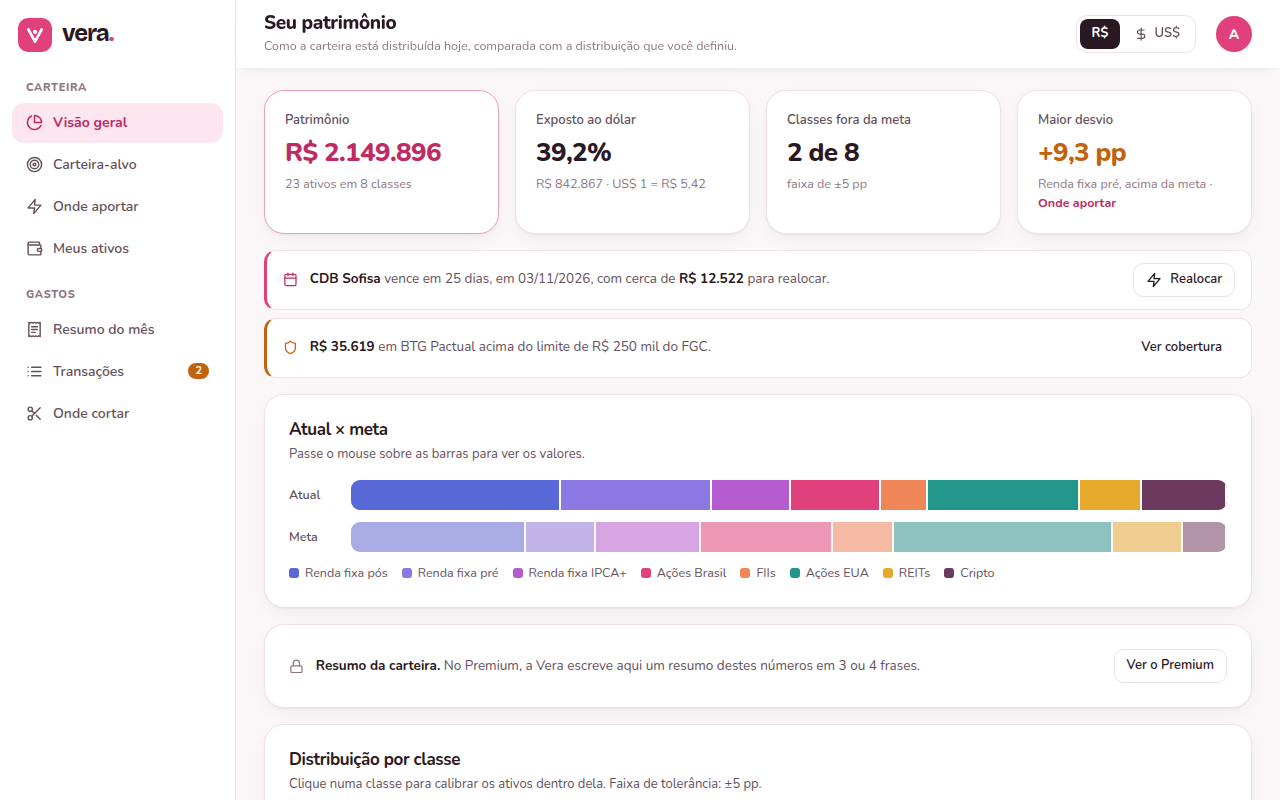 vera.
CARTEIRA
Visão geral
Carteira-alvo
Onde aportar
Meus ativos
GASTOS
Resumo do mês
Transações 2
Onde cortar
Seu patrimônio
Como a carteira está distribuída hoje, comparada com a distribuição que você definiu.
R$ $ US$ A
Patrimônio
R$ 2.149.896
23 ativos em 8 classes
Exposto ao dólar
39,2%
R$ 842.867 · US$ 1 = R$ 5,42
Classes fora da meta
2 de 8
faixa de ±5 pp
Maior desvio
+9,3 pp
Renda fixa pré, acima da meta ·
Onde aportar
CDB Sofisa vence em 25 dias, em 03/11/2026, com cerca de R$ 12.522 para realocar. Realocar
R$ 35.619 em BTG Pactual acima do limite de R$ 250 mil do FGC. Ver cobertura
Atual × meta
Passe o mouse sobre as barras para ver os valores.
Atual
Meta
Renda fixa pós Renda fixa pré Renda fixa IPCA+ Ações Brasil FIIs Ações EUA REITs Cripto
Resumo da carteira. No Premium, a Vera escreve aqui um resumo destes números em 3 ou 4 frases. Ver o Premium
Distribuição por classe
Clique numa classe para calibrar os ativos dentro dela. Faixa de tolerância: ±5 pp.